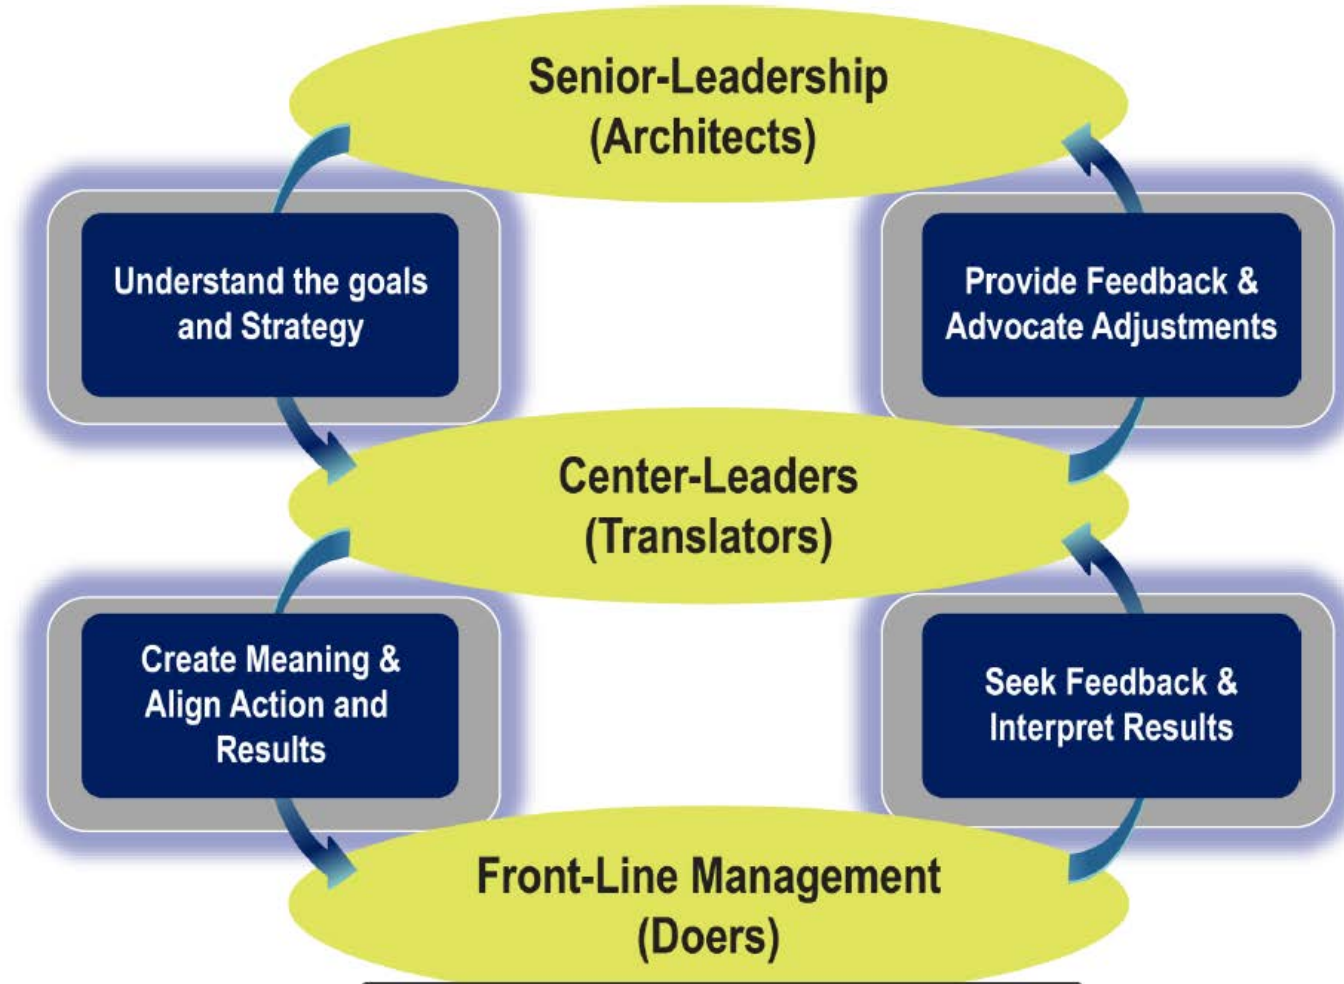 Senior-Leadership
(Architects)
Understand the goals
and Strategy
Provide Feedback &
Advocate Adjustments
Center-Leaders
(Translators)
Create Meaning &
Align Action and
Results
Seek Feedback &
Interpret Results
Front-Line Management
(Doers)